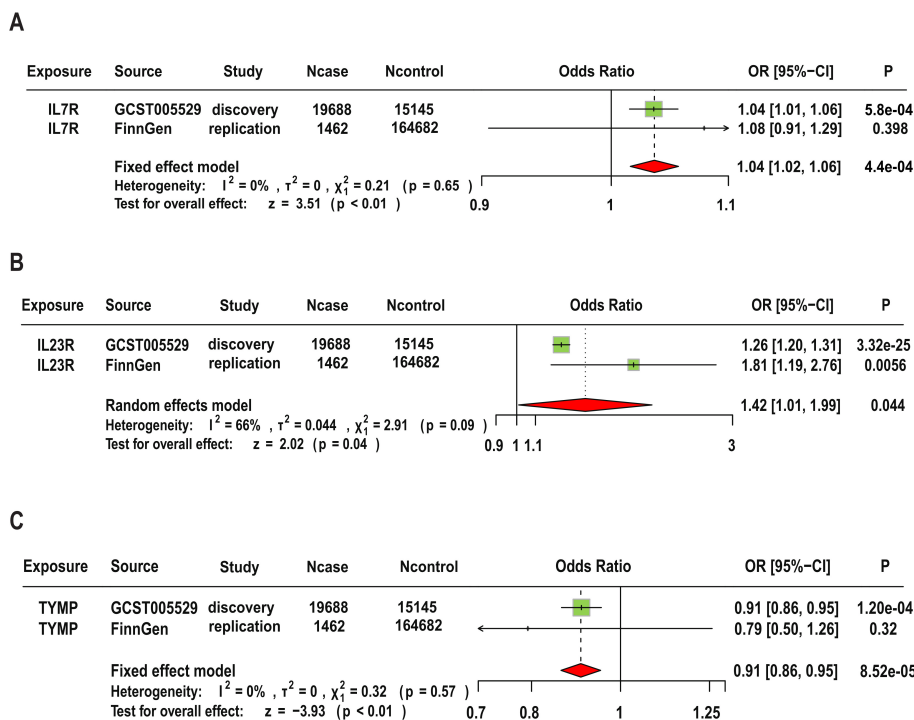 A
Exposure Source Study Ncase Ncontrol Odds Ratio OR [95%−CI] P
IL7R GCST005529 discovery 19688 15145 1.04 [1.01, 1.06] 5.8e-04
IL7R FinnGen replication 1462 164682 1.08 [0.91, 1.29] 0.398
Fixed effect model 1.04 [1.02, 1.06] 4.4e-04
Heterogeneity: I² = 0% , τ² = 0 , χ²₁ = 0.21 (p = 0.65 )
Test for overall effect: z = 3.51 (p < 0.01 )
0.9 1 1.1
B
Exposure Source Study Ncase Ncontrol Odds Ratio OR [95%−CI] P
IL23R GCST005529 discovery 19688 15145 1.26 [1.20, 1.31] 3.32e-25
IL23R FinnGen replication 1462 164682 1.81 [1.19, 2.76] 0.0056
Random effects model 1.42 [1.01, 1.99] 0.044
Heterogeneity: I² = 66% , τ² = 0.044 , χ²₁ = 2.91 (p = 0.09 )
Test for overall effect: z = 2.02 (p = 0.04 )
0.9 1 1.1 3
C
Exposure Source Study Ncase Ncontrol Odds Ratio OR [95%−CI] P
TYMP GCST005529 discovery 19688 15145 0.91 [0.86, 0.95] 1.20e-04
TYMP FinnGen replication 1462 164682 0.79 [0.50, 1.26] 0.32
Fixed effect model 0.91 [0.86, 0.95] 8.52e-05
Heterogeneity: I² = 0% , τ² = 0 , χ²₁ = 0.32 (p = 0.57 )
Test for overall effect: z = −3.93 (p < 0.01 )
0.7 0.8 1 1.25